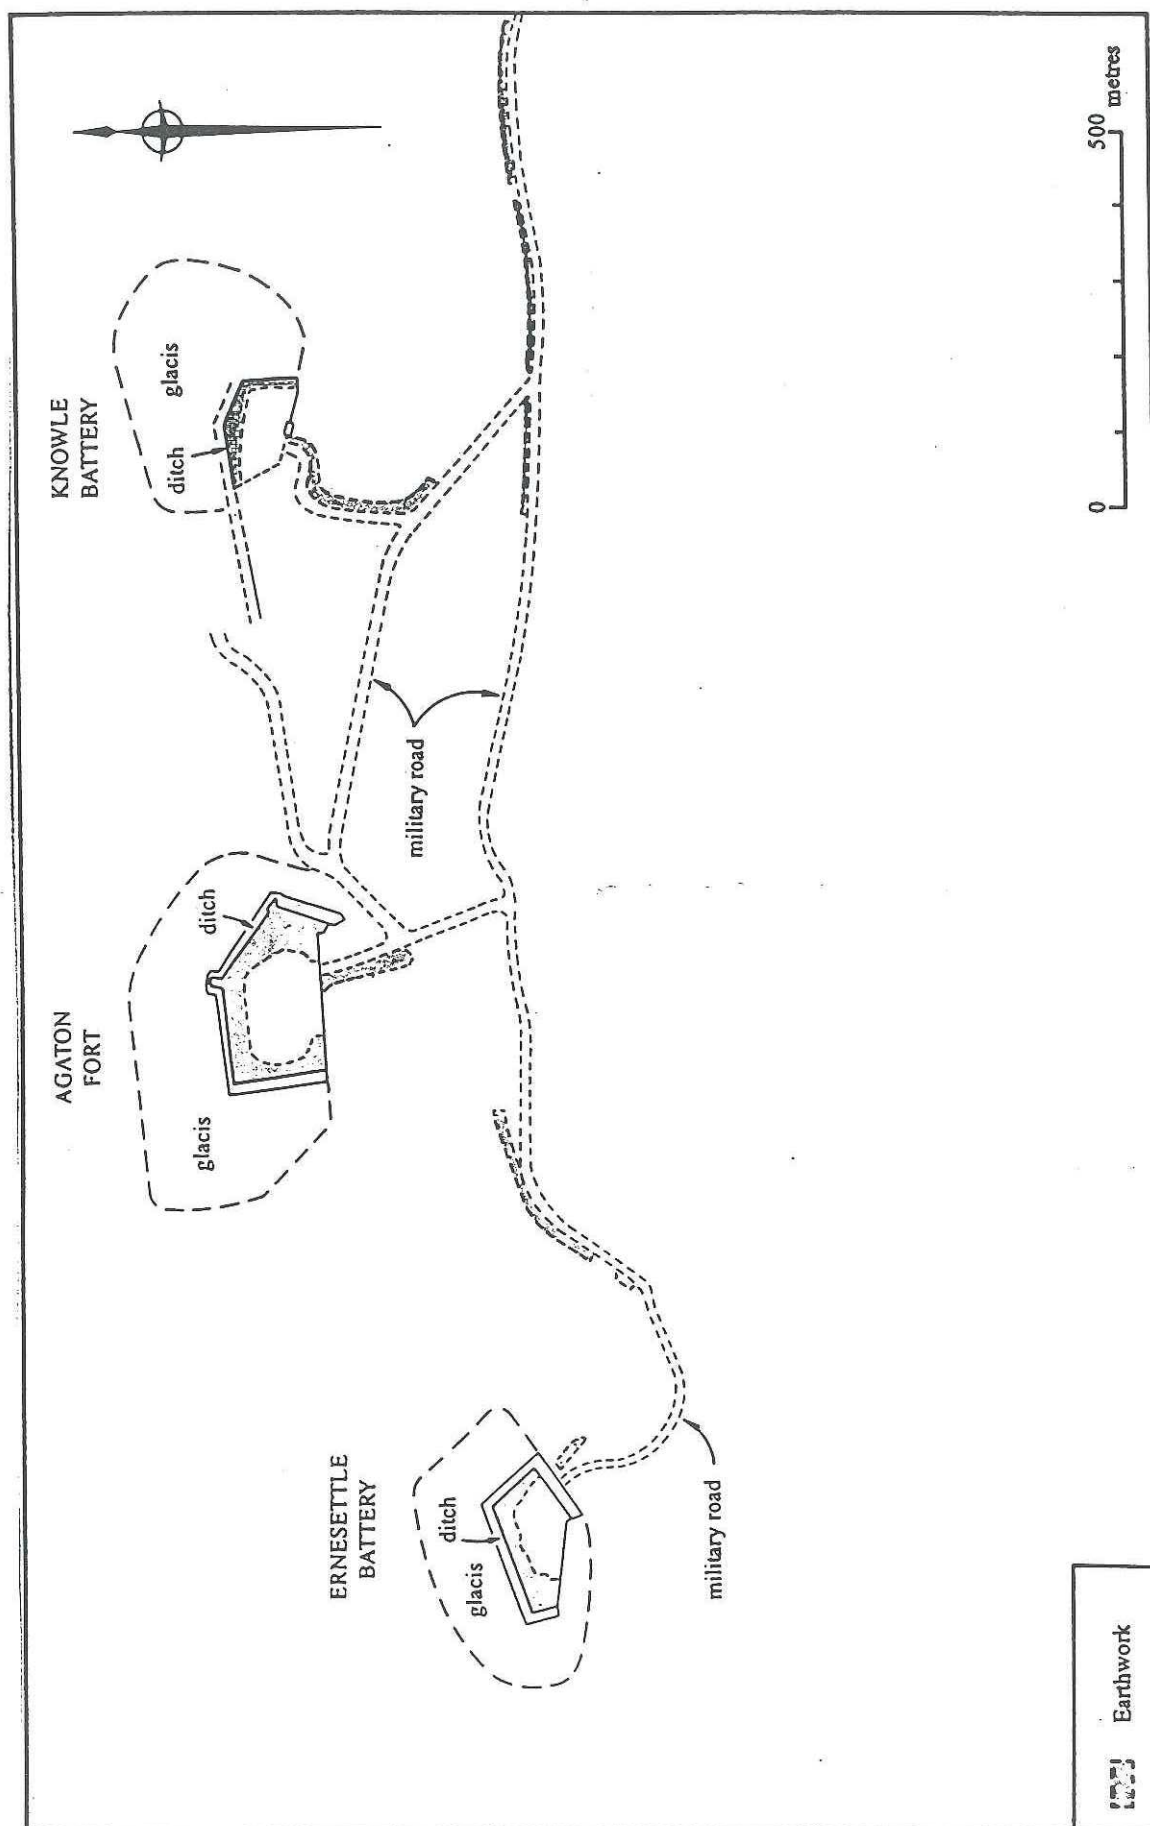 KNOWLE
BATTERY
glacis
ditch
AGATON
FORT
ditch
glacis
military road
ERNESETTLE
BATTERY
ditch
glacis
military road
0
500 metres
Earthwork